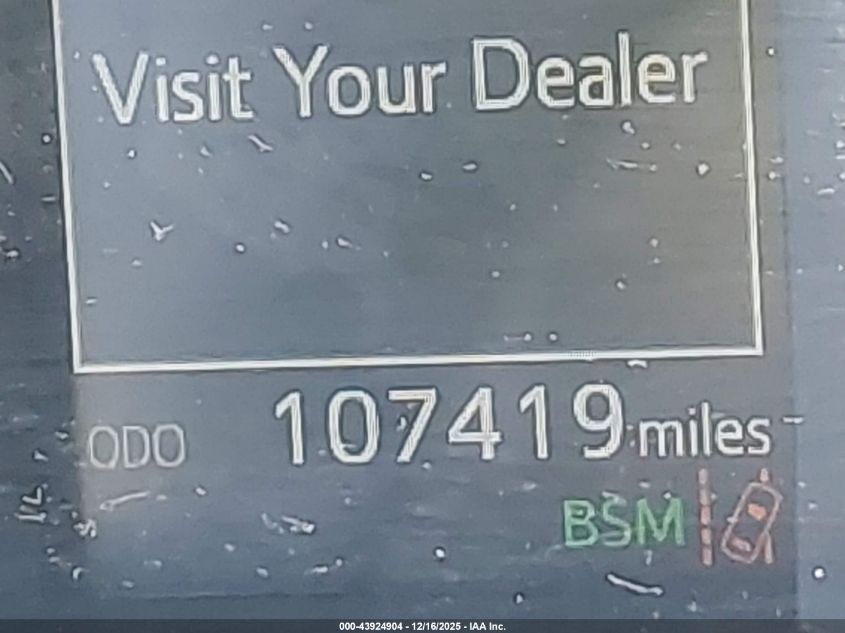 Visit Your Dealer
ODO 107419 miles
BSM
000-43924904 - 12/16/2025 - IAA Inc.